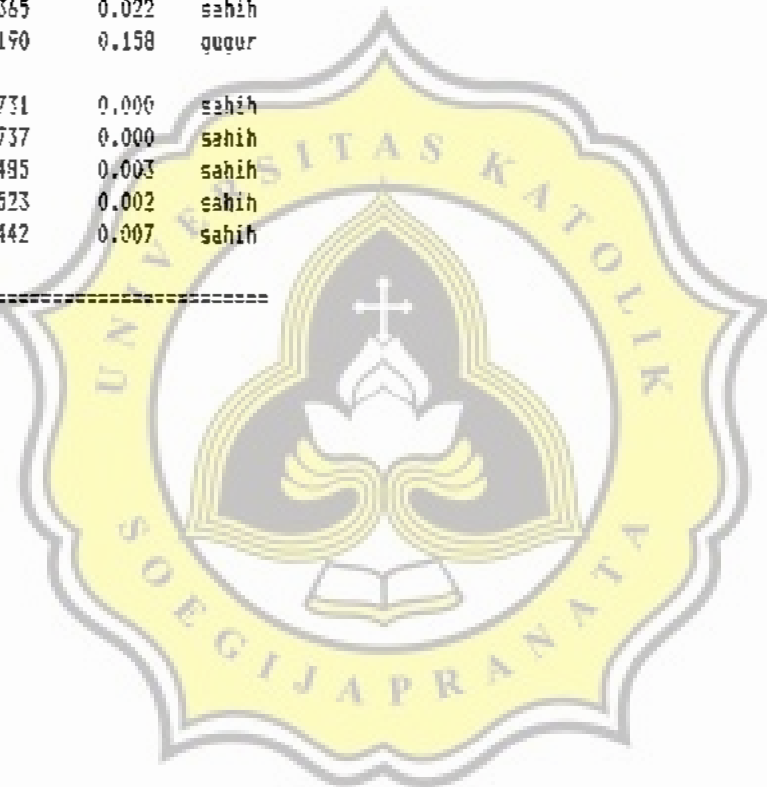 365 0.022 sahih
190 0.158 gugur
731 0.000 sahih
737 0.000 sahih
495 0.003 sahih
523 0.002 sahih
442 0.007 sahih
==============================
UNIVERSITAS KATOLIK
SOEGIJAPRANATA